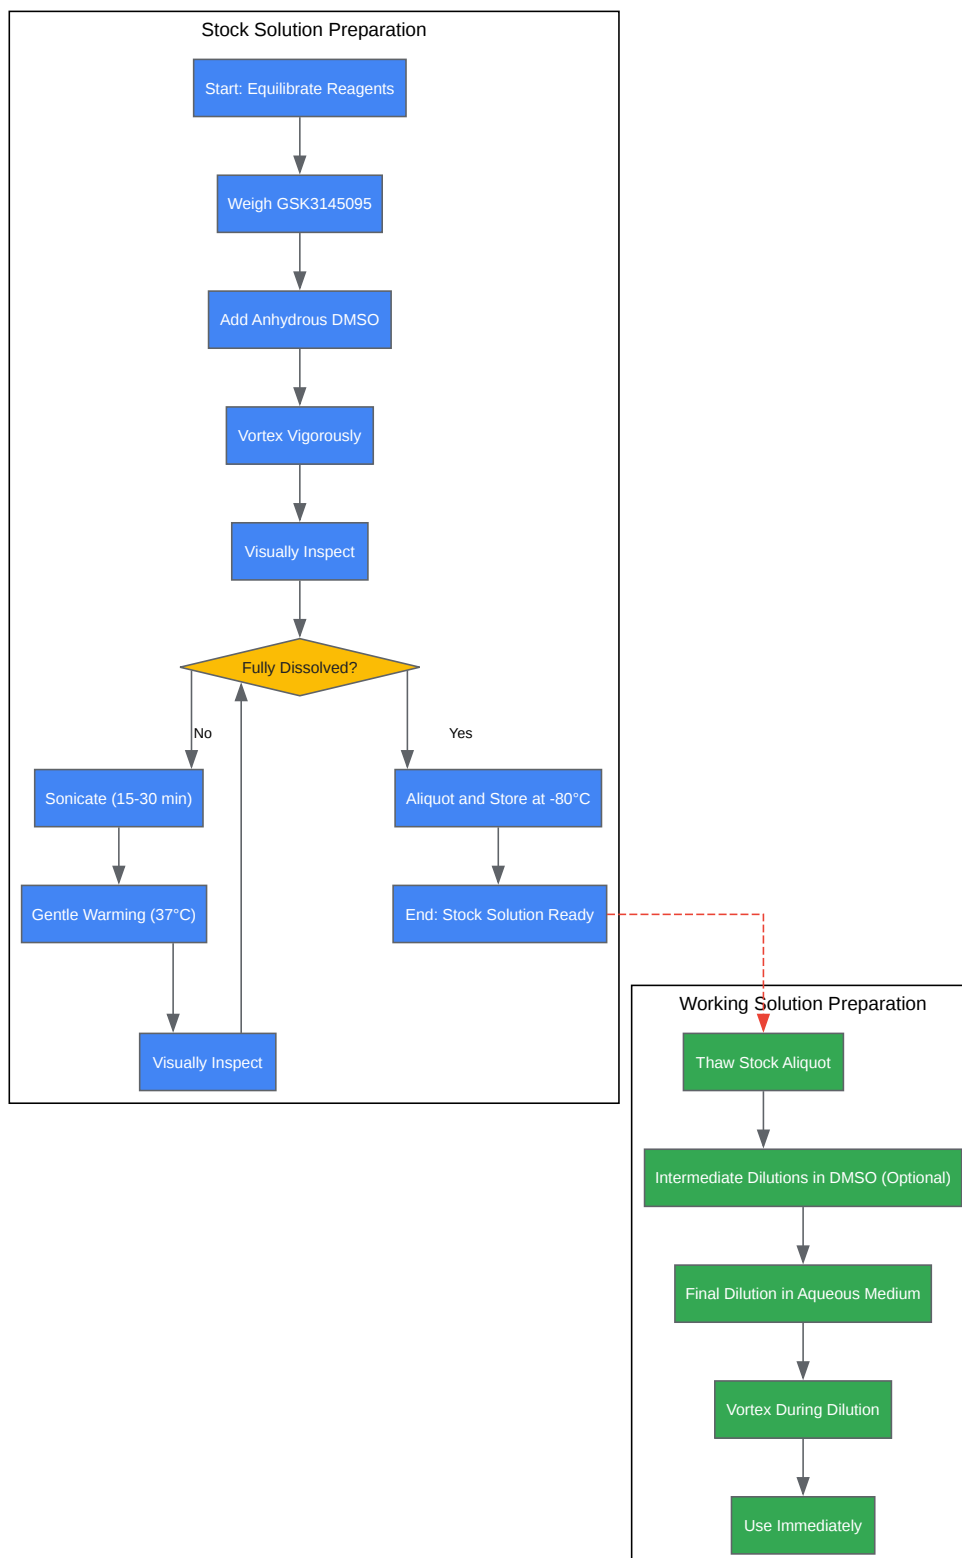 Stock Solution Preparation
Start: Equilibrate Reagents
Weigh GSK3145095
Add Anhydrous DMSO
Vortex Vigorously
Visually Inspect
Fully Dissolved?
No
Yes
Sonicate (15-30 min)
Aliquot and Store at -80°C
Gentle Warming (37°C)
End: Stock Solution Ready
Visually Inspect
Working Solution Preparation
Thaw Stock Aliquot
Intermediate Dilutions in DMSO (Optional)
Final Dilution in Aqueous Medium
Vortex During Dilution
Use Immediately